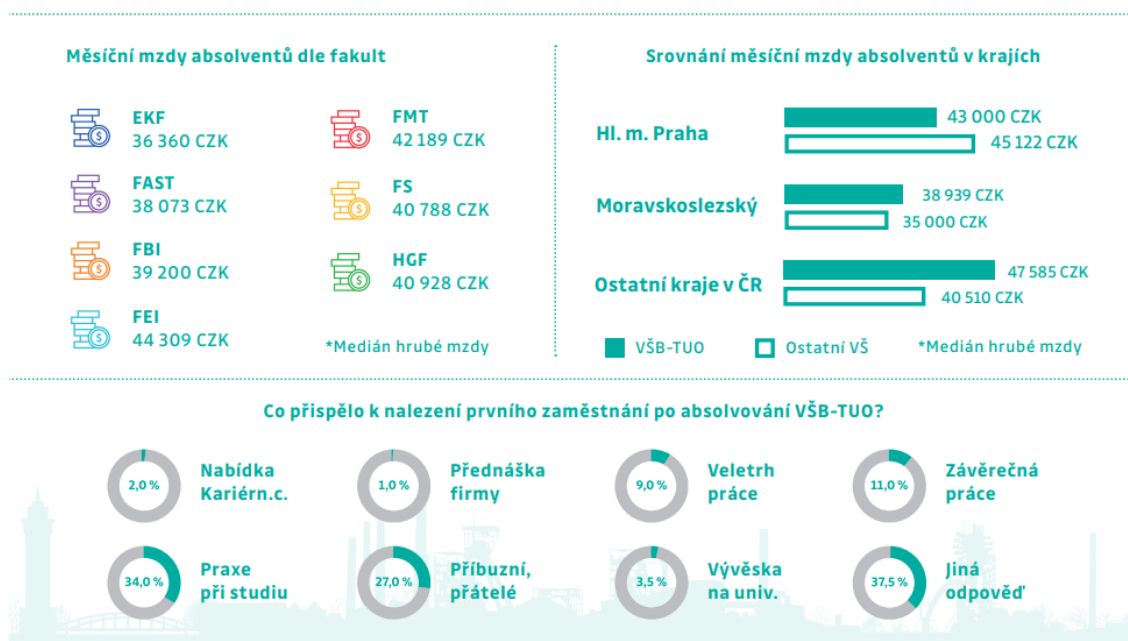 Měsíční mzdy absolventů dle fakult
EKF
36 360 CZK
FAST
38 073 CZK
FBI
39 200 CZK
FEI
44 309 CZK
FMT
42 189 CZK
FS
40 788 CZK
HGF
40 928 CZK
*Medián hrubé mzdy
Srovnání měsíční mzdy absolventů v krajích
Hl. m. Praha
43 000 CZK
45 122 CZK
Moravskoslezský
38 939 CZK
35 000 CZK
Ostatní kraje v ČR
47 585 CZK
40 510 CZK
VŠB-TUO
Ostatní VŠ
*Medián hrubé mzdy
Co přispělo k nalezení prvního zaměstnání po absolvování VŠB-TUO?
2,0 %
Nabídka
Kariérn.c.
1,0 %
Přednáška
firmy
9,0 %
Veletrh
práce
11,0 %
Závěrečná
práce
34,0 %
Praxe
při studiu
27,0 %
Příbuzní,
přátelé
3,5 %
Vývěska
na univ.
37,5 %
Jiná
odpověď